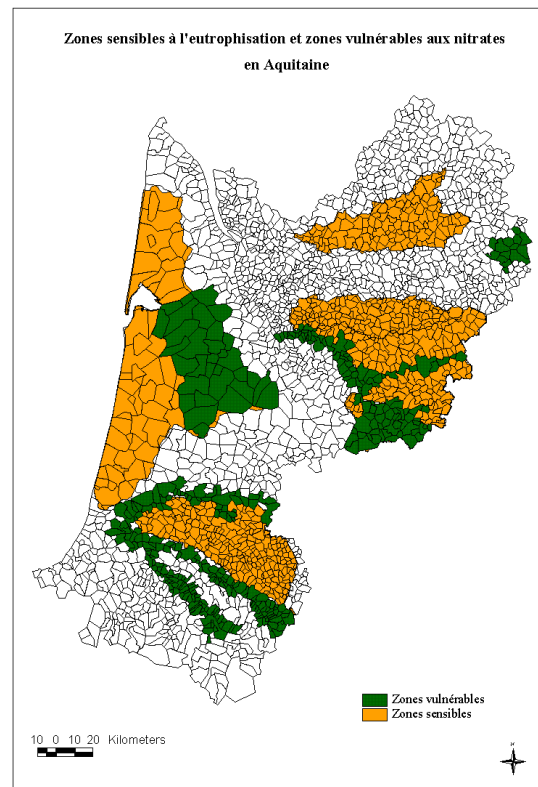 Zones sensibles à l'eutrophisation et zones vulnérables aux nitrates
en Aquitaine
Zones vulnérables
Zones sensibles
10 0 10 20 Kilometers
N